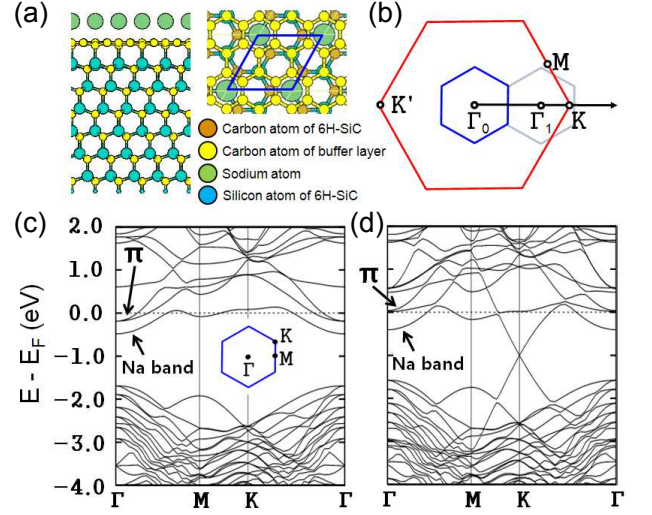 (a)
(b)
Carbon atom of 6H-SiC
Carbon atom of buffer layer
Sodium atom
Silicon atom of 6H-SiC
M
K'
Γ₀
Γ₁
K
(c)
(d)
E - E_F (eV)
2.0
1.0
0.0
-1.0
-2.0
-3.0
-4.0
π
Na band
K
M
Γ
Γ M K Γ
π
Na band
Γ M K Γ